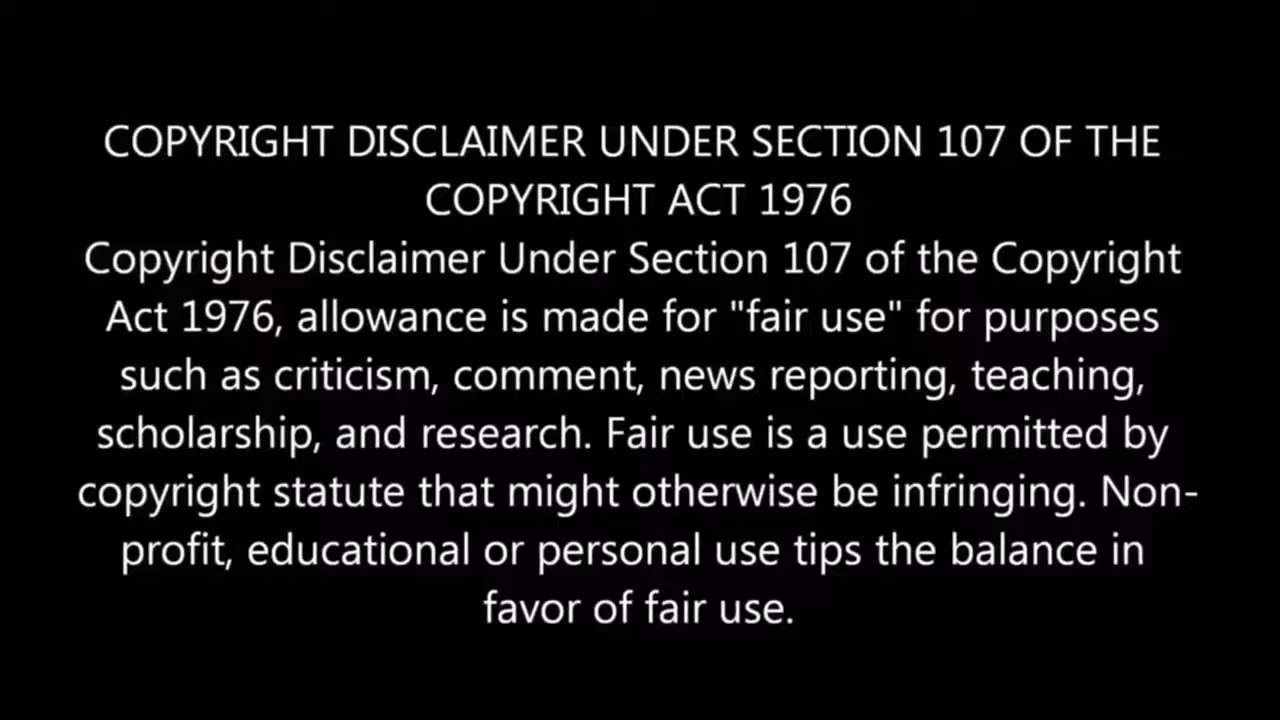 COPYRIGHT DISCLAIMER UNDER SECTION 107 OF THE
COPYRIGHT ACT 1976
Copyright Disclaimer Under Section 107 of the Copyright
Act 1976, allowance is made for "fair use" for purposes
such as criticism, comment, news reporting, teaching,
scholarship, and research. Fair use is a use permitted by
copyright statute that might otherwise be infringing. Non-
profit, educational or personal use tips the balance in
favor of fair use.